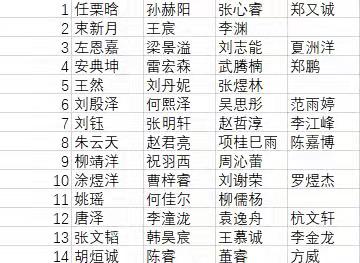 1 任栗晗 孙赫阳 张心睿 郑又诚
2 束新月 王宸 李渊
3 左恩嘉 梁景溢 刘志能 夏洲洋
4 安典坤 雷宏森 武腾楠 郑鹏
5 王然 刘丹妮 张煜林
6 刘殷泽 何熙泽 吴思彤 范雨婷
7 刘钰 张明轩 赵哲淳 李江峰
8 朱云天 赵君亮 项桂巳雨 陈嘉博
9 柳靖洋 祝羽西 周沁蕾
10 涂煜洋 曹梓睿 刘谢荣 罗煜杰
11 姚瑶 何佳尔 柳儒杨
12 唐泽 李潼泷 袁逸舟 杭文轩
13 张文韬 韩昊宸 王慕诚 李金龙
14 胡烜诚 陈睿 董睿 方威